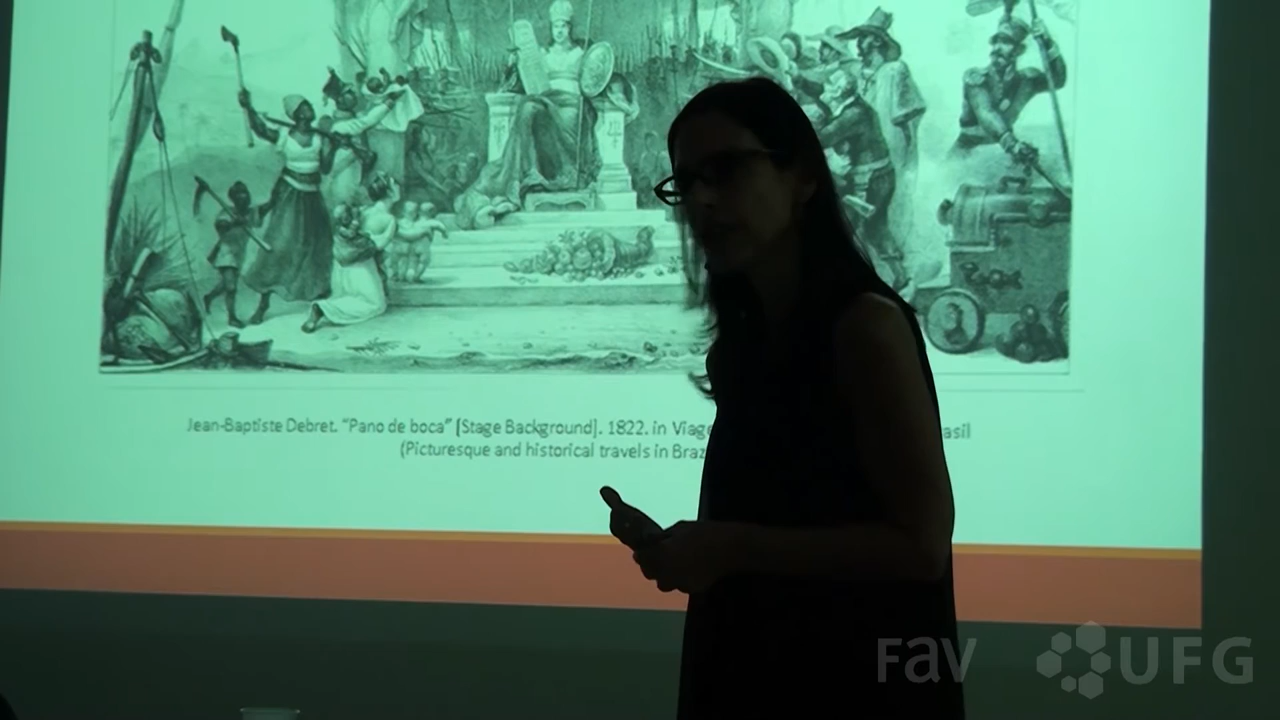 Jean-Baptiste Debret. "Pano de boca" [Stage Background]. 1822. in Viage asil
(Picturesque and historical travels in Braz
FAV UFG